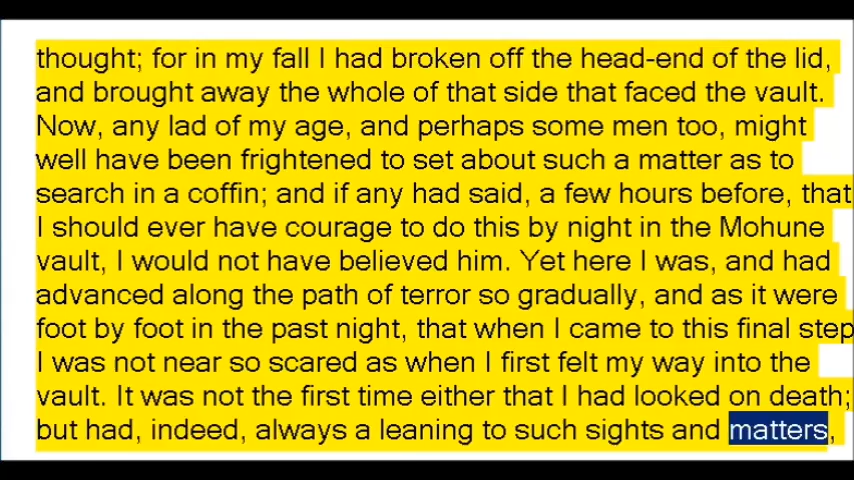 thought; for in my fall I had broken off the head-end of the lid,
and brought away the whole of that side that faced the vault.
Now, any lad of my age, and perhaps some men too, might
well have been frightened to set about such a matter as to
search in a coffin; and if any had said, a few hours before, that
I should ever have courage to do this by night in the Mohune
vault, I would not have believed him. Yet here I was, and had
advanced along the path of terror so gradually, and as it were
foot by foot in the past night, that when I came to this final step
I was not near so scared as when I first felt my way into the
vault. It was not the first time either that I had looked on death;
but had, indeed, always a leaning to such sights and matters,